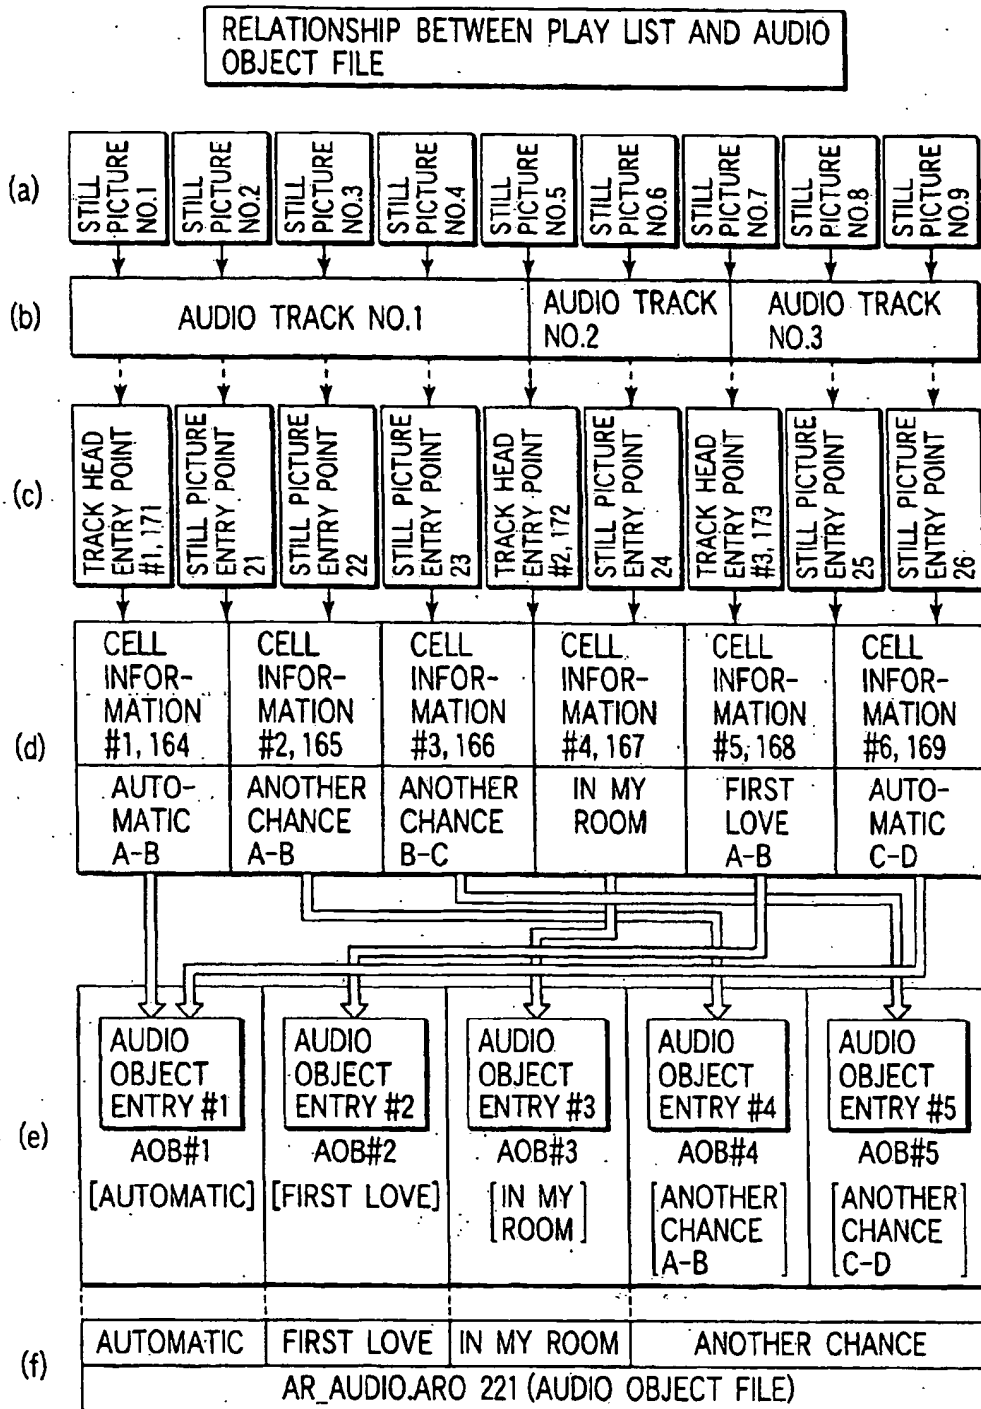 RELATIONSHIP BETWEEN PLAY LIST AND AUDIO
OBJECT FILE
(a)
STILL
PICTURE
NO.1
STILL
PICTURE
NO.2
STILL
PICTURE
NO.3
STILL
PICTURE
NO.4
STILL
PICTURE
NO.5
STILL
PICTURE
NO.6
STILL
PICTURE
NO.7
STILL
PICTURE
NO.8
STILL
PICTURE
NO.9
(b)
AUDIO TRACK NO.1
AUDIO TRACK
NO.2
AUDIO TRACK
NO.3
(c)
TRACK HEAD
ENTRY POINT
#1, 171
STILL PICTURE
ENTRY POINT
21
STILL PICTURE
ENTRY POINT
22
STILL PICTURE
ENTRY POINT
23
TRACK HEAD
ENTRY POINT
#2, 172
STILL PICTURE
ENTRY POINT
24
TRACK HEAD
ENTRY POINT
#3, 173
STILL PICTURE
ENTRY POINT
25
STILL PICTURE
ENTRY POINT
26
(d)
CELL
INFOR-
MATION
#1, 164
CELL
INFOR-
MATION
#2, 165
CELL
INFOR-
MATION
#3, 166
CELL
INFOR-
MATION
#4, 167
CELL
INFOR-
MATION
#5, 168
CELL
INFOR-
MATION
#6, 169
AUTO-
MATIC
A-B
ANOTHER
CHANCE
A-B
ANOTHER
CHANCE
B-C
IN MY
ROOM
FIRST
LOVE
A-B
AUTO-
MATIC
C-D
(e)
AUDIO
OBJECT
ENTRY #1
AUDIO
OBJECT
ENTRY #2
AUDIO
OBJECT
ENTRY #3
AUDIO
OBJECT
ENTRY #4
AUDIO
OBJECT
ENTRY #5
AOB#1
AOB#2
AOB#3
AOB#4
AOB#5
[AUTOMATIC]
[FIRST LOVE]
[IN MY
ROOM]
[ANOTHER
CHANCE
A-B]
[ANOTHER
CHANCE
C-D]
(f)
AUTOMATIC
FIRST LOVE
IN MY ROOM
ANOTHER CHANCE
AR_AUDIO.ARO 221 (AUDIO OBJECT FILE)